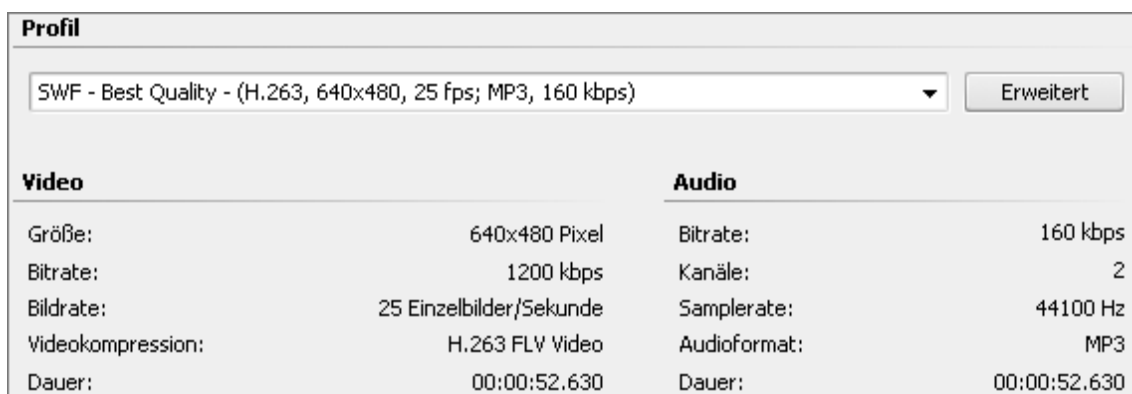 Profil
SWF - Best Quality - (H.263, 640x480, 25 fps; MP3, 160 kbps)
Erweitert
Video
Größe: 640x480 Pixel
Bitrate: 1200 kbps
Bildrate: 25 Einzelbilder/Sekunde
Videokompression: H.263 FLV Video
Dauer: 00:00:52.630
Audio
Bitrate: 160 kbps
Kanäle: 2
Samplerate: 44100 Hz
Audioformat: MP3
Dauer: 00:00:52.630